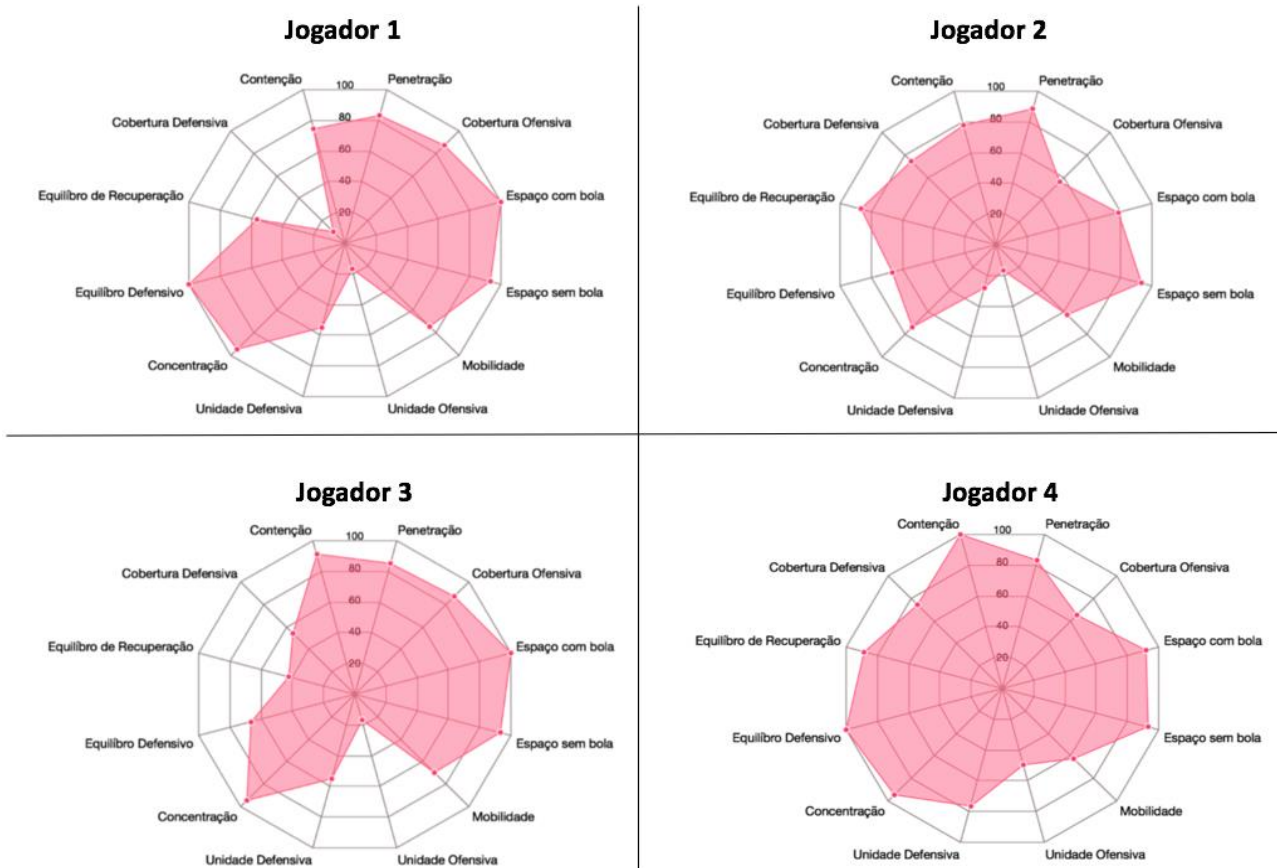 Jogador 1
Contenção
100
Penetração
Cobertura Defensiva
80
Cobertura Ofensiva
60
Equilíbro de Recuperação
40
Espaço com bola
20
Equilíbro Defensivo
Espaço sem bola
Concentração
Mobilidade
Unidade Defensiva
Unidade Ofensiva
Jogador 2
Contenção
100
Penetração
Cobertura Defensiva
80
Cobertura Ofensiva
60
Equilíbro de Recuperação
40
Espaço com bola
20
Equilíbro Defensivo
Espaço sem bola
Concentração
Mobilidade
Unidade Defensiva
Unidade Ofensiva
Jogador 3
Contenção
100
Penetração
Cobertura Defensiva
80
Cobertura Ofensiva
60
Equilíbro de Recuperação
40
Espaço com bola
20
Equilíbro Defensivo
Espaço sem bola
Concentração
Mobilidade
Unidade Defensiva
Unidade Ofensiva
Jogador 4
Contenção
100
Penetração
Cobertura Defensiva
80
Cobertura Ofensiva
60
Equilíbro de Recuperação
40
Espaço com bola
20
Equilíbro Defensivo
Espaço sem bola
Concentração
Mobilidade
Unidade Defensiva
Unidade Ofensiva